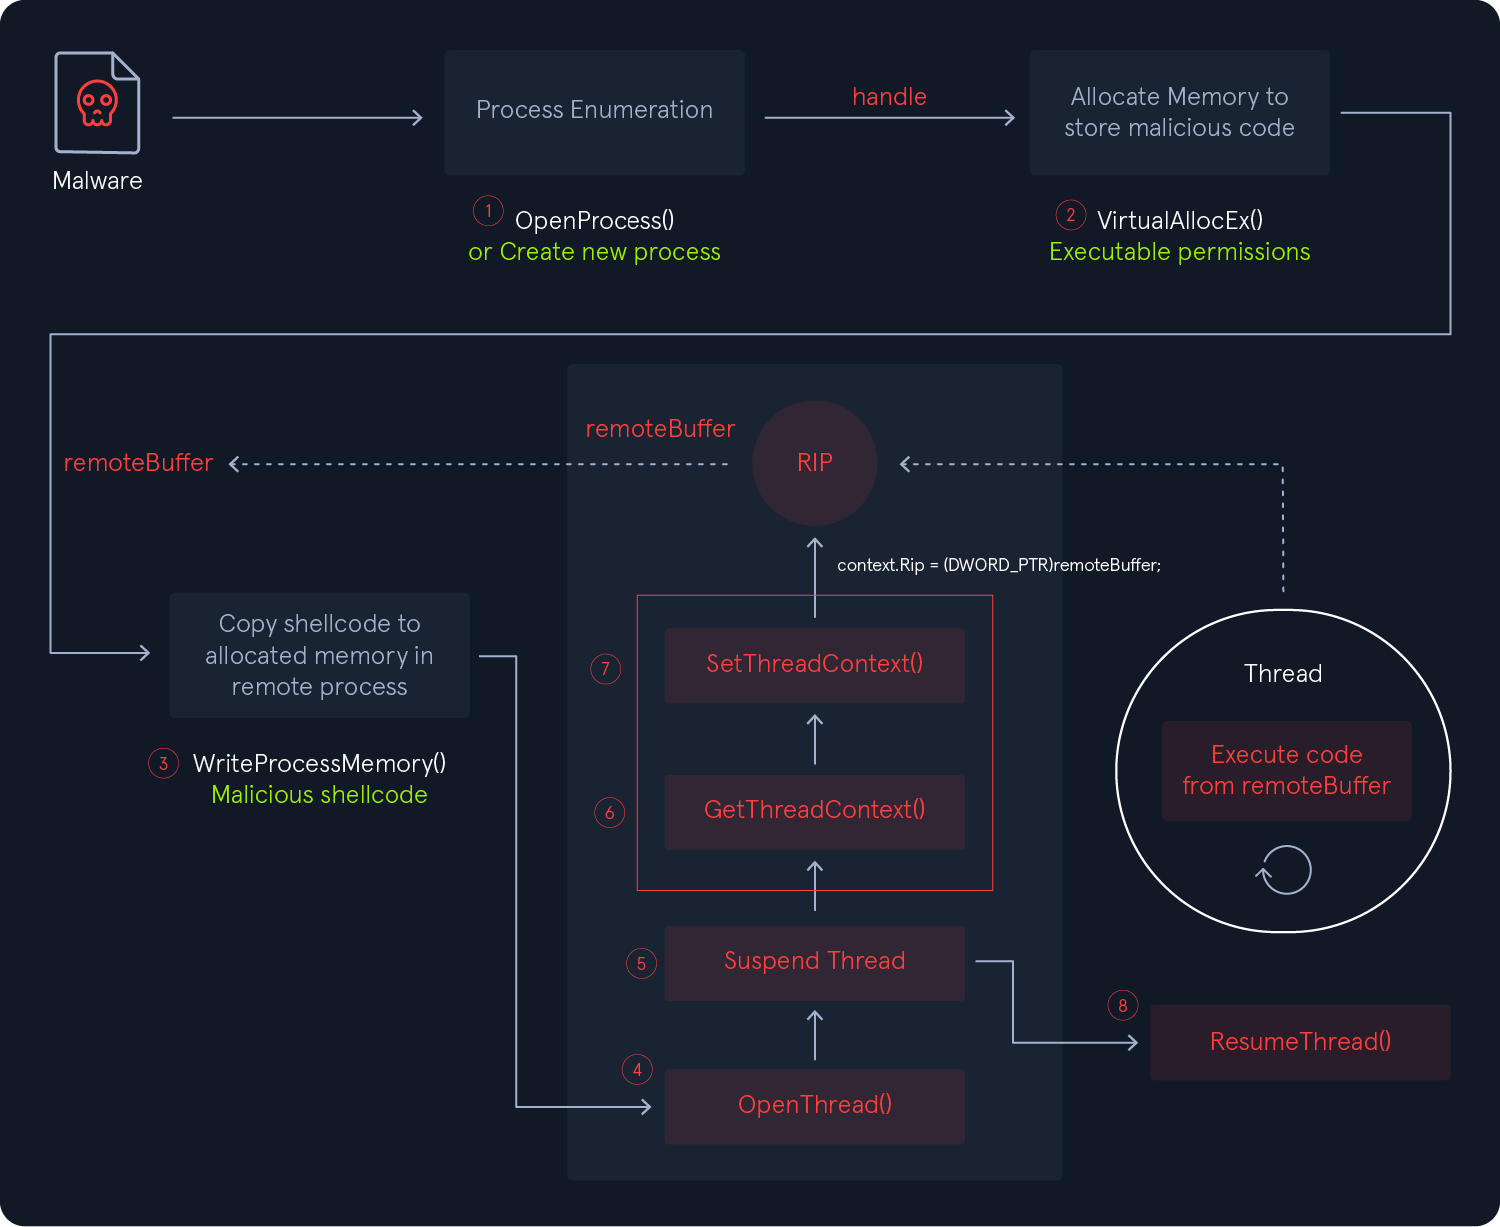 Malware
Process Enumeration
handle
Allocate Memory to
store malicious code
1
OpenProcess()
or Create new process
2
VirtualAllocEx()
Executable permissions
remoteBuffer
remoteBuffer
RIP
context.Rip = (DWORD_PTR)remoteBuffer;
Copy shellcode to
allocated memory in
remote process
3
WriteProcessMemory()
Malicious shellcode
7
SetThreadContext()
6
GetThreadContext()
5
Suspend Thread
4
OpenThread()
Thread
Execute code
from remoteBuffer
8
ResumeThread()